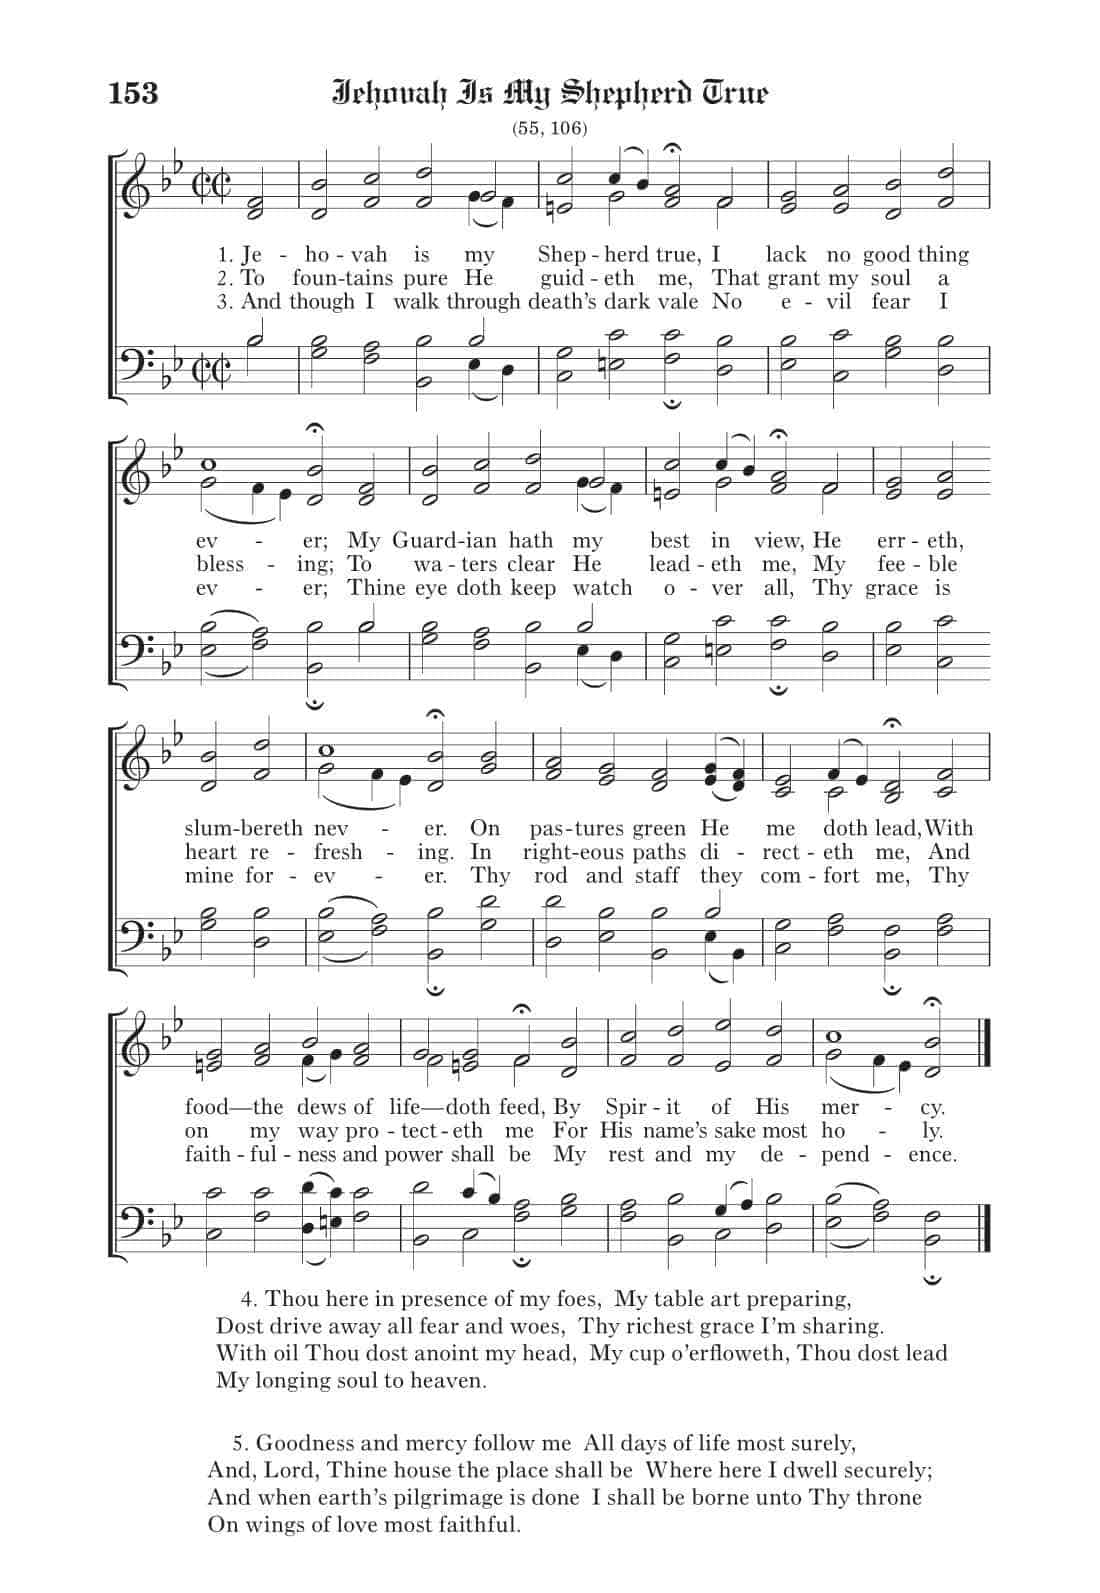 153 Jehovah Is My Shepherd True
(55, 106)
1. Je - ho - vah is my Shep - herd true, I lack no good thing
2. To foun-tains pure He guid - eth me, That grant my soul a
3. And though I walk through death's dark vale No e - vil fear I
ev - er; My Guard-ian hath my best in view, He err - eth,
bless - ing; To wa - ters clear He lead - eth me, My fee - ble
ev - er; Thine eye doth keep watch o - ver all, Thy grace is
slum-bereth nev - er. On pas-tures green He me doth lead, With
heart re - fresh - ing. In right-eous paths di - rect - eth me, And
mine for - ev - er. Thy rod and staff they com - fort me, Thy
food—the dews of life—doth feed, By Spir - it of His mer - cy.
on my way pro - tect - eth me For His name's sake most ho - ly.
faith - ful - ness and power shall be My rest and my de - pend - ence.
4. Thou here in presence of my foes, My table art preparing,
Dost drive away all fear and woes, Thy richest grace I'm sharing.
With oil Thou dost anoint my head, My cup o'erfloweth, Thou dost lead
My longing soul to heaven.
5. Goodness and mercy follow me All days of life most surely,
And, Lord, Thine house the place shall be Where here I dwell securely;
And when earth's pilgrimage is done I shall be borne unto Thy throne
On wings of love most faithful.